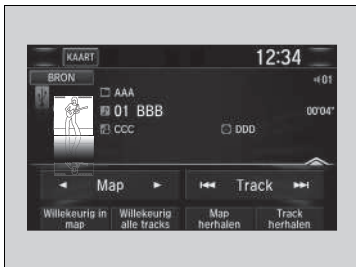 KAART 12:34
BRON 01
AAA
01 BBB 00'04"
CCC DDD
Map Track
Willekeurig in map Willekeurig alle tracks Map herhalen Track herhalen